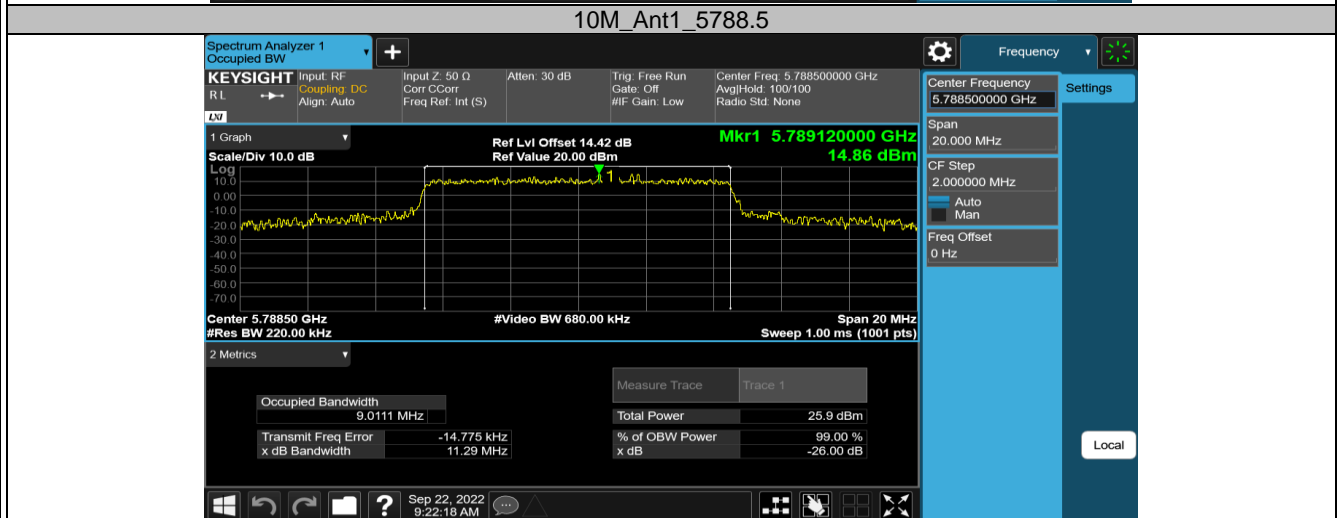 10M_Ant1_5788.5
Spectrum Analyzer 1
Occupied BW
+
Frequency
KEYSIGHT
R L
LXI
Input: RF
Coupling: DC
Align: Auto
Input Z: 50 Ω
Corr CCorr
Freq Ref: Int (S)
Atten: 30 dB
Trig: Free Run
Gate: Off
#IF Gain: Low
Center Freq: 5.788500000 GHz
Avg|Hold: 100/100
Radio Std: None
Center Frequency
5.788500000 GHz
Settings
Span
20.000 MHz
CF Step
2.000000 MHz
Auto
Man
Freq Offset
0 Hz
1 Graph
Scale/Div 10.0 dB
Ref Lvl Offset 14.42 dB
Ref Value 20.00 dBm
Mkr1 5.789120000 GHz
14.86 dBm
Log
10.0
0.00
-10.0
-20.0
-30.0
-40.0
-50.0
-60.0
-70.0
1
Center 5.78850 GHz
#Res BW 220.00 kHz
#Video BW 680.00 kHz
Span 20 MHz
Sweep 1.00 ms (1001 pts)
2 Metrics
Measure Trace
Trace 1
Occupied Bandwidth
9.0111 MHz
Total Power
25.9 dBm
Transmit Freq Error
-14.775 kHz
% of OBW Power
99.00 %
x dB Bandwidth
11.29 MHz
x dB
-26.00 dB
Local
?
Sep 22, 2022
9:22:18 AM